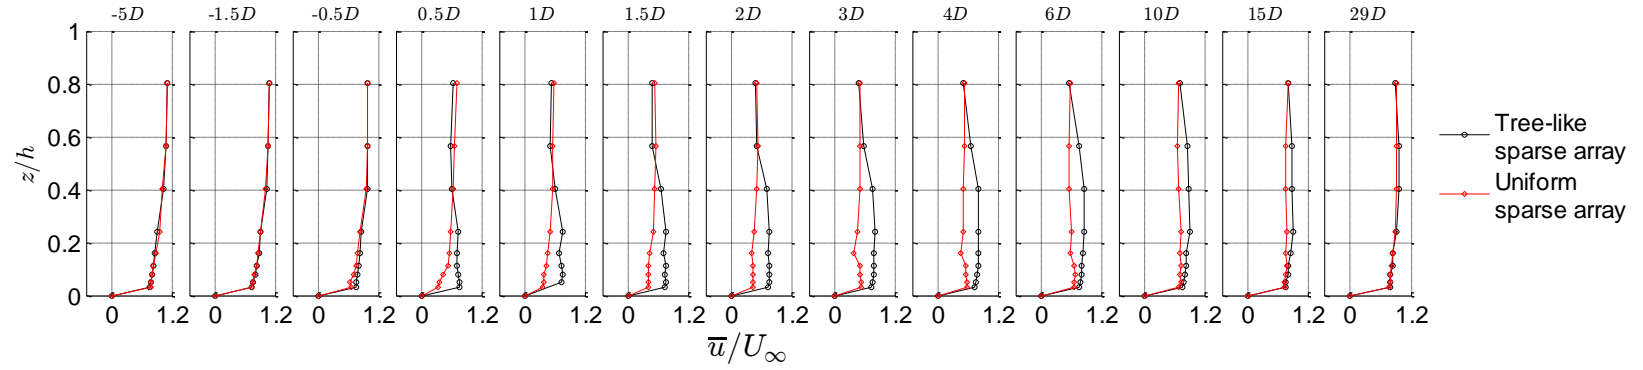 -5D -1.5D -0.5D 0.5D 1D 1.5D 2D 3D 4D 6D 10D 15D 29D
1
0.8
0.6
0.4
0.2
0
z/h
0 1.2 0 1.2 0 1.2 0 1.2 0 1.2 0 1.2 0 1.2 0 1.2 0 1.2 0 1.2 0 1.2 0 1.2 0 1.2
u̅/U∞
Tree-like
sparse array
Uniform
sparse array